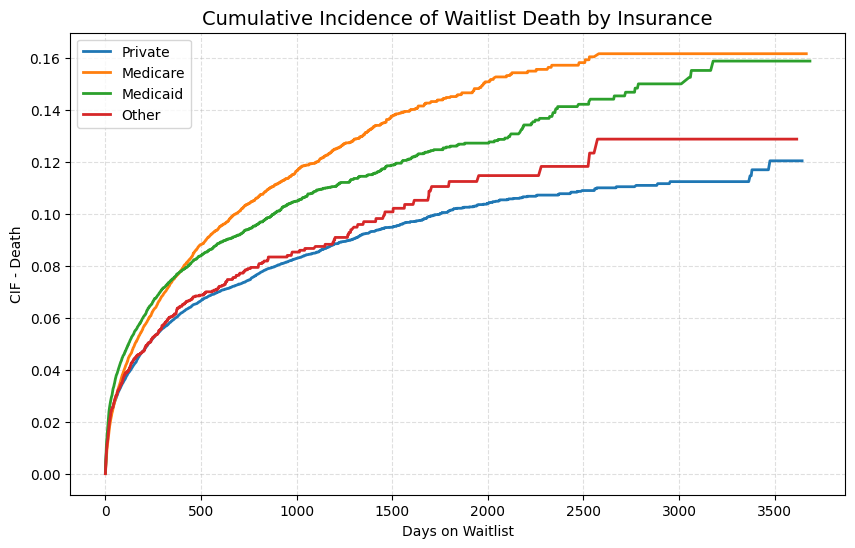 Cumulative Incidence of Waitlist Death by Insurance
Private
Medicare
Medicaid
Other
CIF - Death
0.16
0.14
0.12
0.10
0.08
0.06
0.04
0.02
0.00
0 500 1000 1500 2000 2500 3000 3500
Days on Waitlist